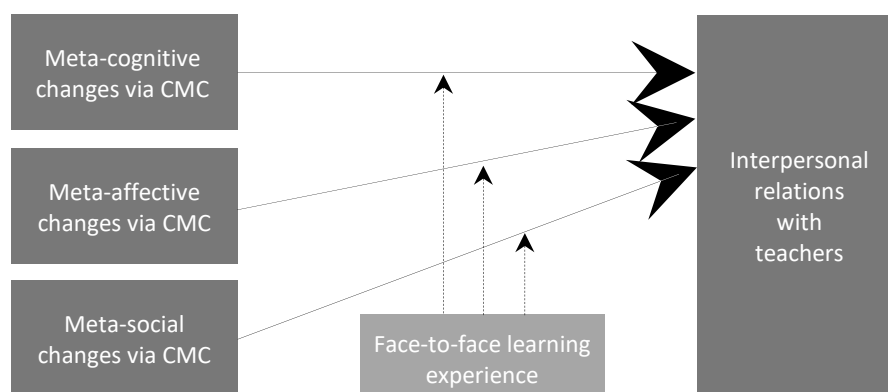 Meta-cognitive
changes via CMC
Meta-affective
changes via CMC
Meta-social
changes via CMC
Face-to-face learning
experience
Interpersonal
relations
with
teachers